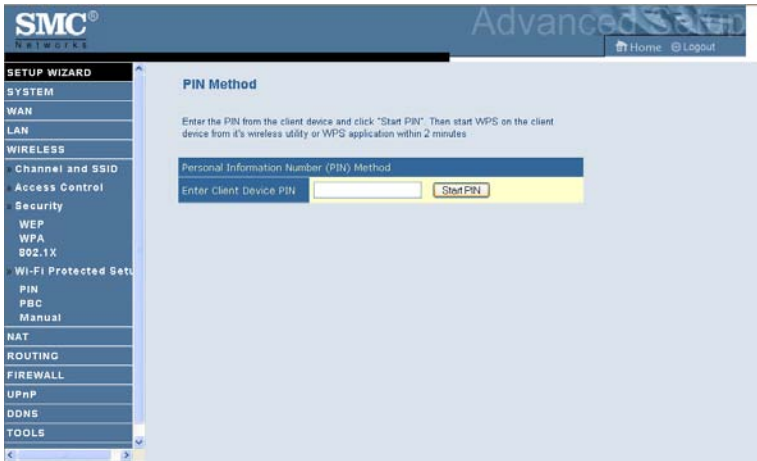 SMC®
Networks
Advanced Setup
Home Logout
SETUP WIZARD
SYSTEM
WAN
LAN
WIRELESS
» Channel and SSID
» Access Control
» Security
WEP
WPA
802.1X
» Wi-Fi Protected Setu
PIN
PBC
Manual
NAT
ROUTING
FIREWALL
UPnP
DDNS
TOOLS
PIN Method
Enter the PIN from the client device and click "Start PIN". Then start WPS on the client
device from it's wireless utility or WPS application within 2 minutes
Personal Information Number (PIN) Method
Enter Client Device PIN Start PIN